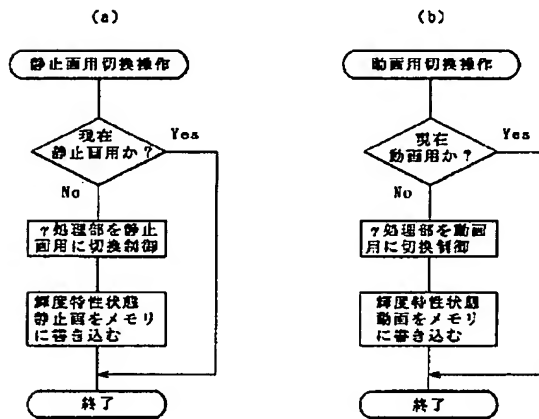 (a)
静止画用切換操作
現在
静止画用か？
Yes
No
γ処理部を静止
画用に切換制御
輝度特性状態
静止画をメモリ
に書き込む
終了
(b)
動画用切換操作
現在
動画用か？
Yes
No
γ処理部を動画
用に切換制御
輝度特性状態
動画をメモリ
に書き込む
終了